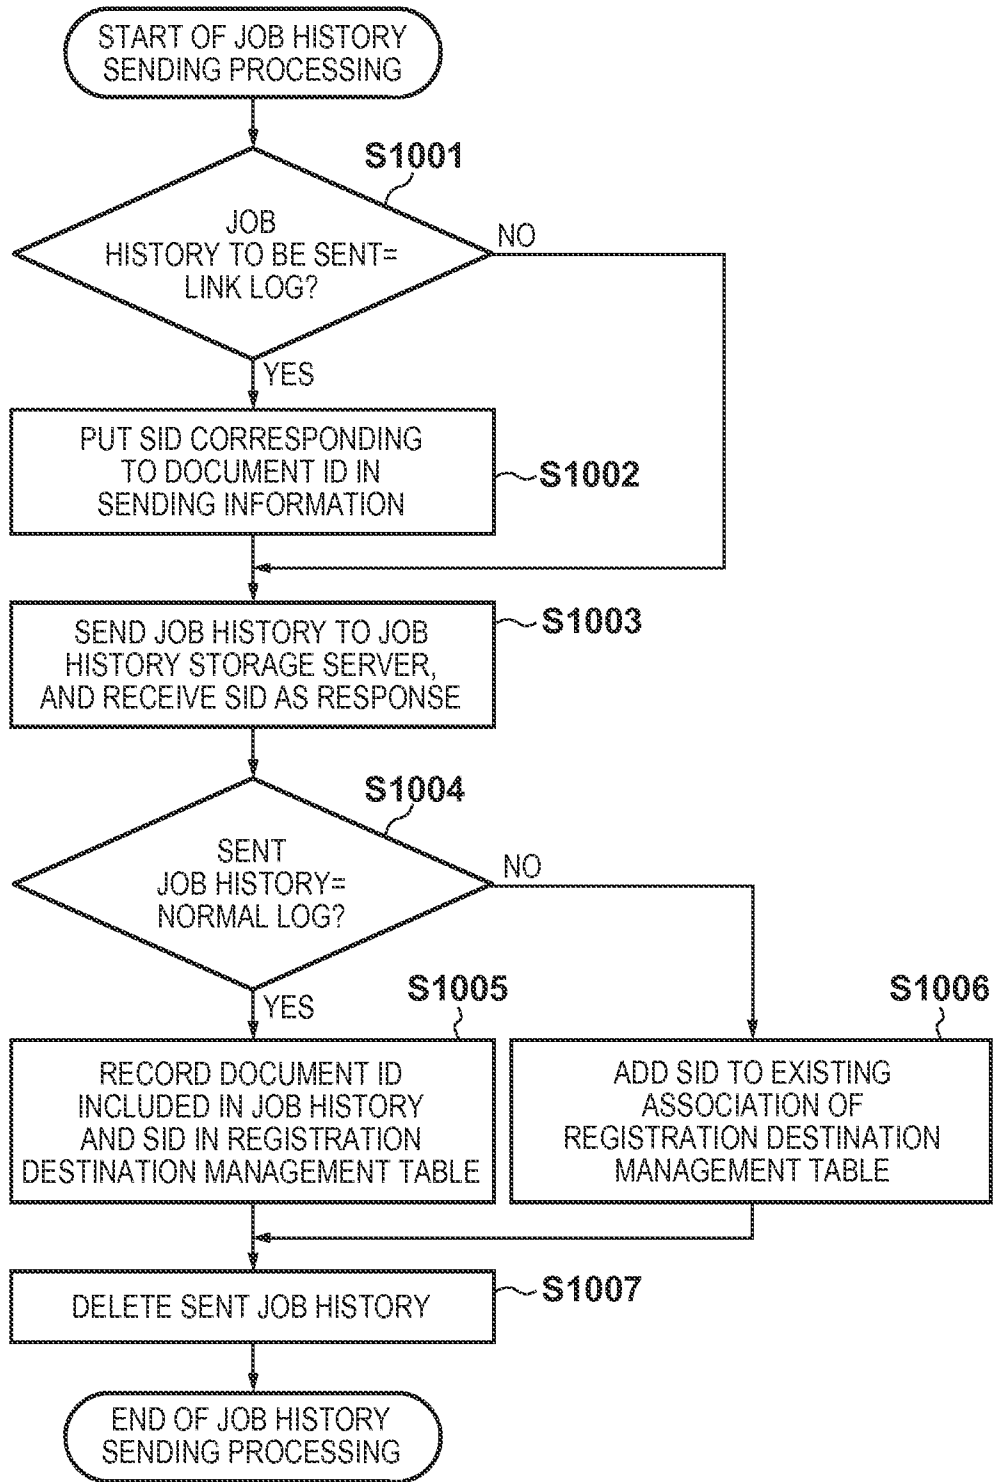 START OF JOB HISTORY
SENDING PROCESSING
S1001
JOB
HISTORY TO BE SENT=
LINK LOG?
NO
YES
PUT SID CORRESPONDING
TO DOCUMENT ID IN
SENDING INFORMATION
S1002
SEND JOB HISTORY TO JOB
HISTORY STORAGE SERVER,
AND RECEIVE SID AS RESPONSE
S1003
S1004
SENT
JOB HISTORY=
NORMAL LOG?
NO
YES
S1005
RECORD DOCUMENT ID
INCLUDED IN JOB HISTORY
AND SID IN REGISTRATION
DESTINATION MANAGEMENT TABLE
S1006
ADD SID TO EXISTING
ASSOCIATION OF
REGISTRATION DESTINATION
MANAGEMENT TABLE
DELETE SENT JOB HISTORY
S1007
END OF JOB HISTORY
SENDING PROCESSING